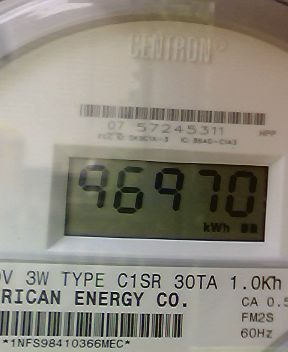 CENTRON
07 57245311 HPP
96970
kWh
V 3W TYPE C1SR 30TA 1.0Kh
RICAN ENERGY CO.
CA 0.5
FM2S
60Hz
*1NFS98410366MEC*